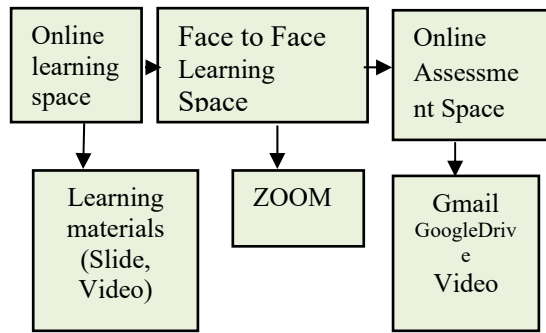 Online
learning
space
Face to Face
Learning
Space
Online
Assessme
nt Space
Learning
materials
(Slide,
Video)
ZOOM
Gmail
GoogleDriv
e
Video